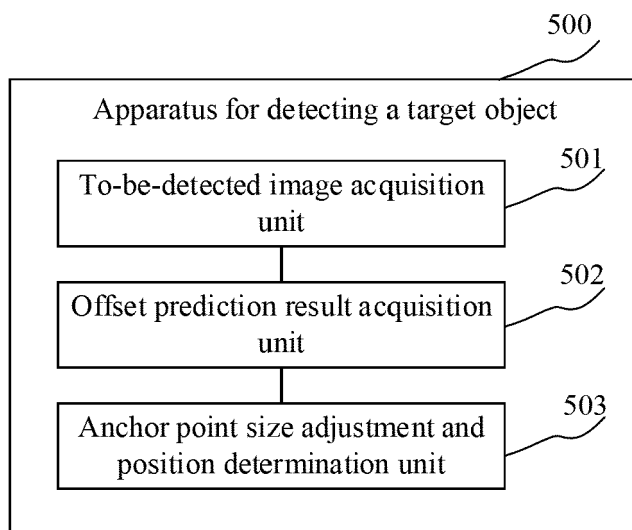 500
Apparatus for detecting a target object
501
To-be-detected image acquisition
unit
502
Offset prediction result acquisition
unit
503
Anchor point size adjustment and
position determination unit